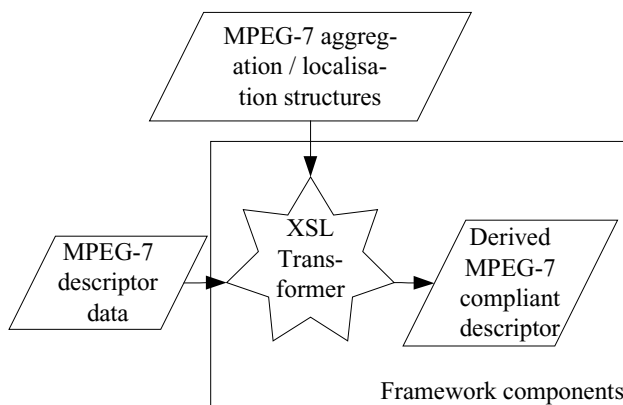 MPEG-7 aggreg-
ation / localisa-
tion structures
XSL
Trans-
former
MPEG-7
descriptor
data
Derived
MPEG-7
compliant
descriptor
Framework components